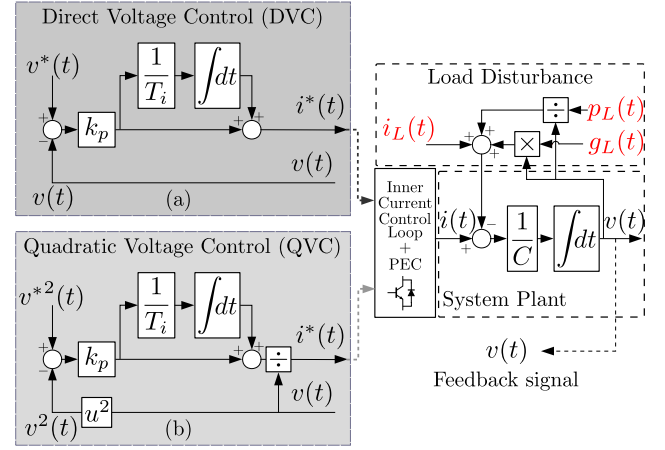 Direct Voltage Control (DVC)
v*(t)
1
T_i
∫dt
i*(t)
+
−
k_p
+
+
v(t)
v(t)
(a)
Quadratic Voltage Control (QVC)
v*²(t)
1
T_i
∫dt
i*(t)
+
−
k_p
+
+
÷
v(t)
v²(t)
u²
(b)
Inner
Current
Control
Loop
+
PEC
Load Disturbance
i_L(t)
÷
p_L(t)
+
+
+
×
g_L(t)
i(t)
+
−
1
C
∫dt
v(t)
System Plant
v(t)
Feedback signal